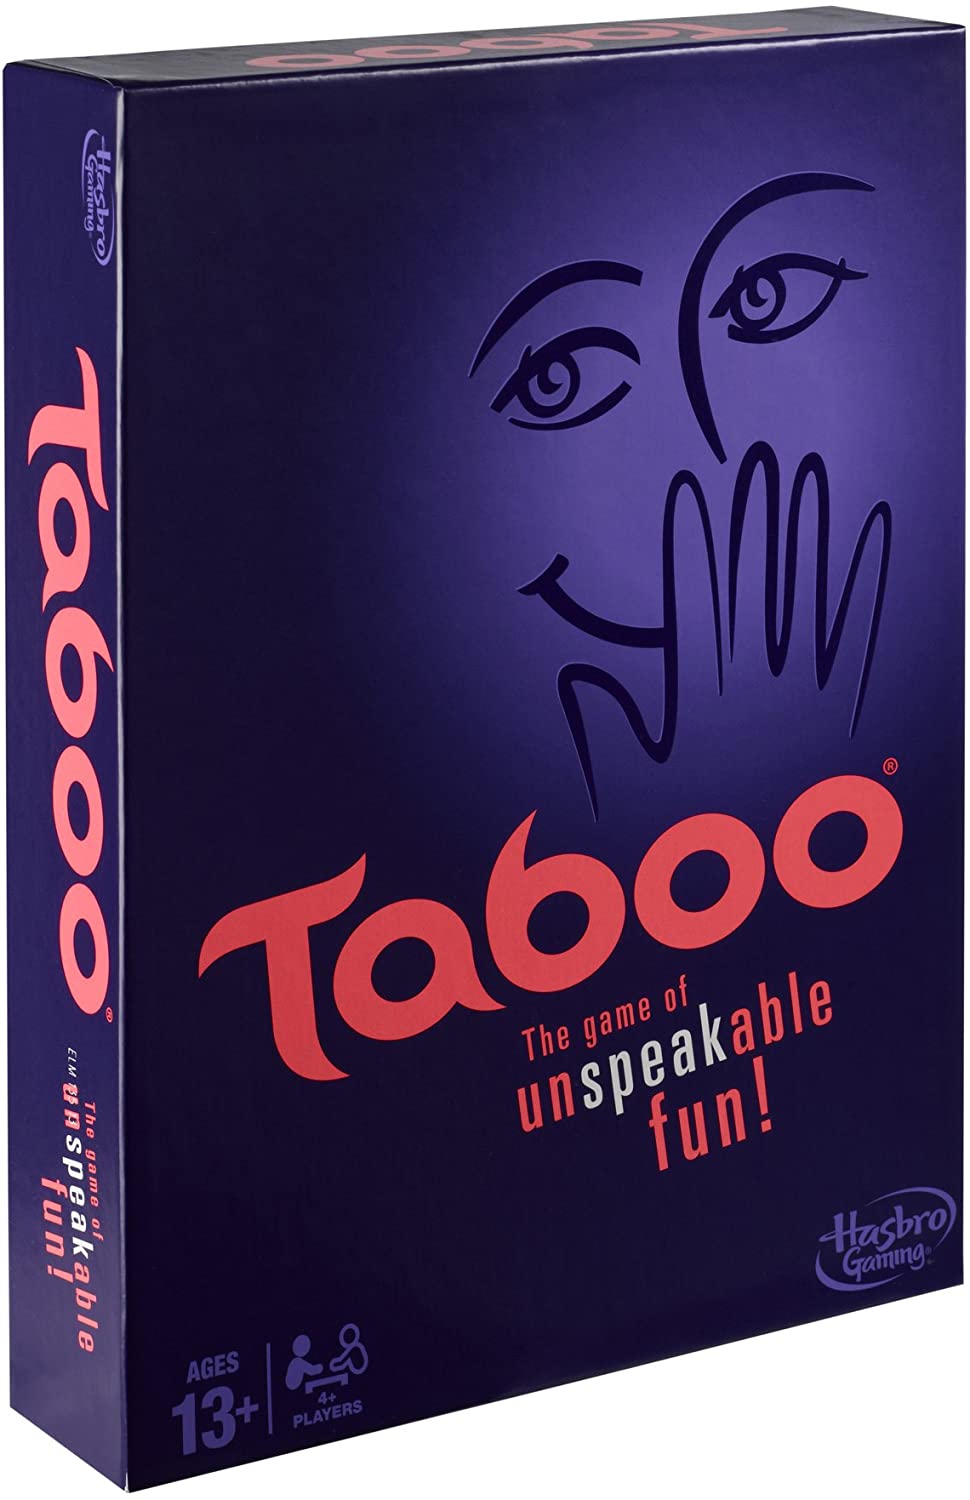 Taboo
Hasbro
Gaming
Taboo®
The game of
unspeakable
fun!
Taboo®
The game of
unspeakable
fun!
Hasbro
Gaming
AGES
13+
4+
PLAYERS